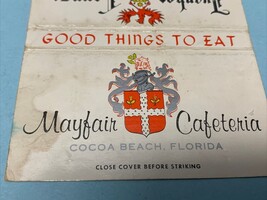 GOOD THINGS TO EAT
Mayfair Cafeteria
COCOA BEACH, FLORIDA
CLOSE COVER BEFORE STRIKING